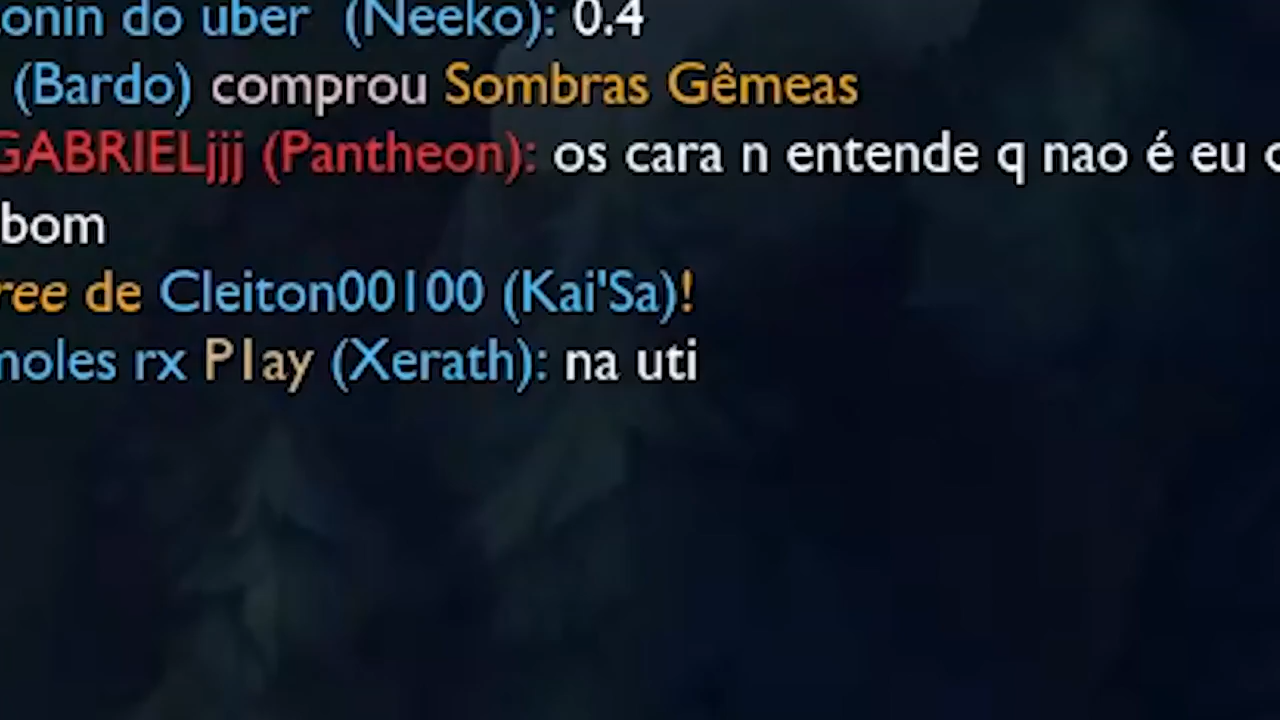 onin do uber (Neeko): 0.4
(Bardo) comprou Sombras Gêmeas
GABRIELjjj (Pantheon): os cara n entende q nao é eu
bom
ree de Cleiton00100 (Kai'Sa)!
moles rx P1ay (Xerath): na uti